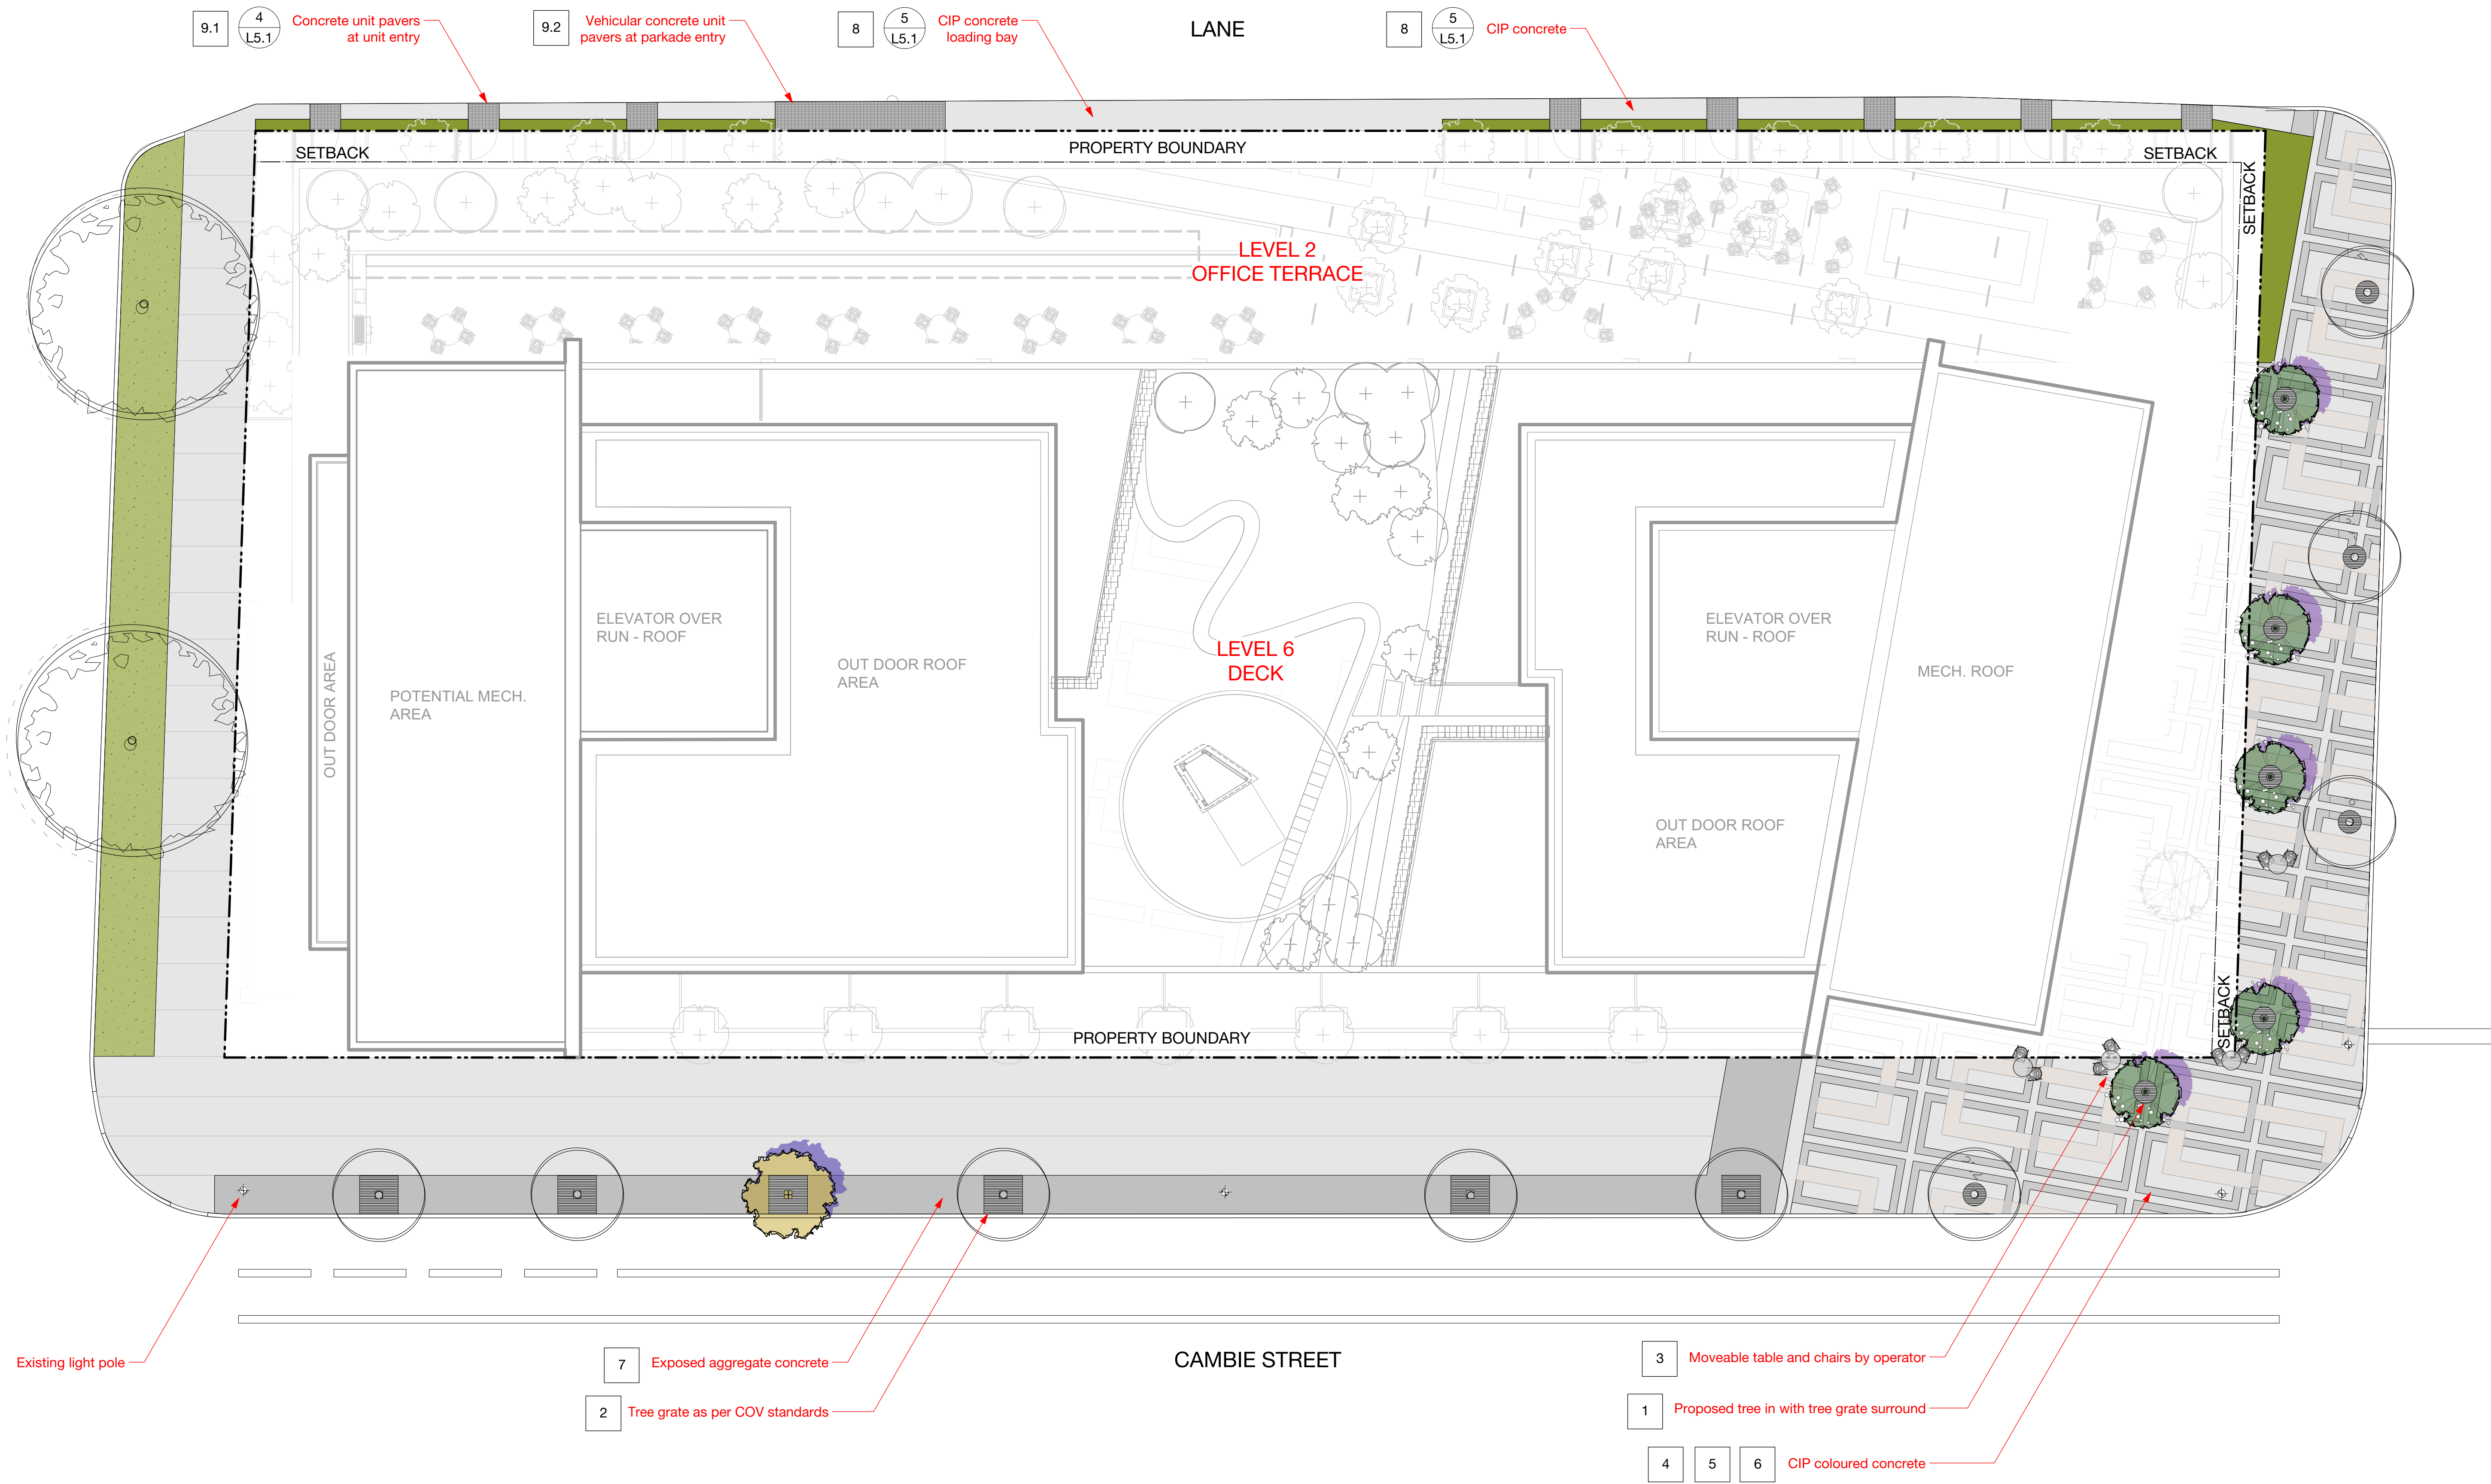 9.1
4
L5.1
Concrete unit pavers
at unit entry
9.2
Vehicular concrete unit
pavers at parkade entry
8
5
L5.1
CIP concrete
loading bay
LANE
8
5
L5.1
CIP concrete
SETBACK
PROPERTY BOUNDARY
SETBACK
SETBACK
LEVEL 2
OFFICE TERRACE
ELEVATOR OVER
RUN - ROOF
ELEVATOR OVER
RUN - ROOF
OUT DOOR AREA
POTENTIAL MECH.
AREA
OUT DOOR ROOF
AREA
LEVEL 6
DECK
MECH. ROOF
OUT DOOR ROOF
AREA
SETBACK
PROPERTY BOUNDARY
Existing light pole
7
Exposed aggregate concrete
2
Tree grate as per COV standards
CAMBIE STREET
3
Moveable table and chairs by operator
1
Proposed tree in with tree grate surround
4
5
6
CIP coloured concrete